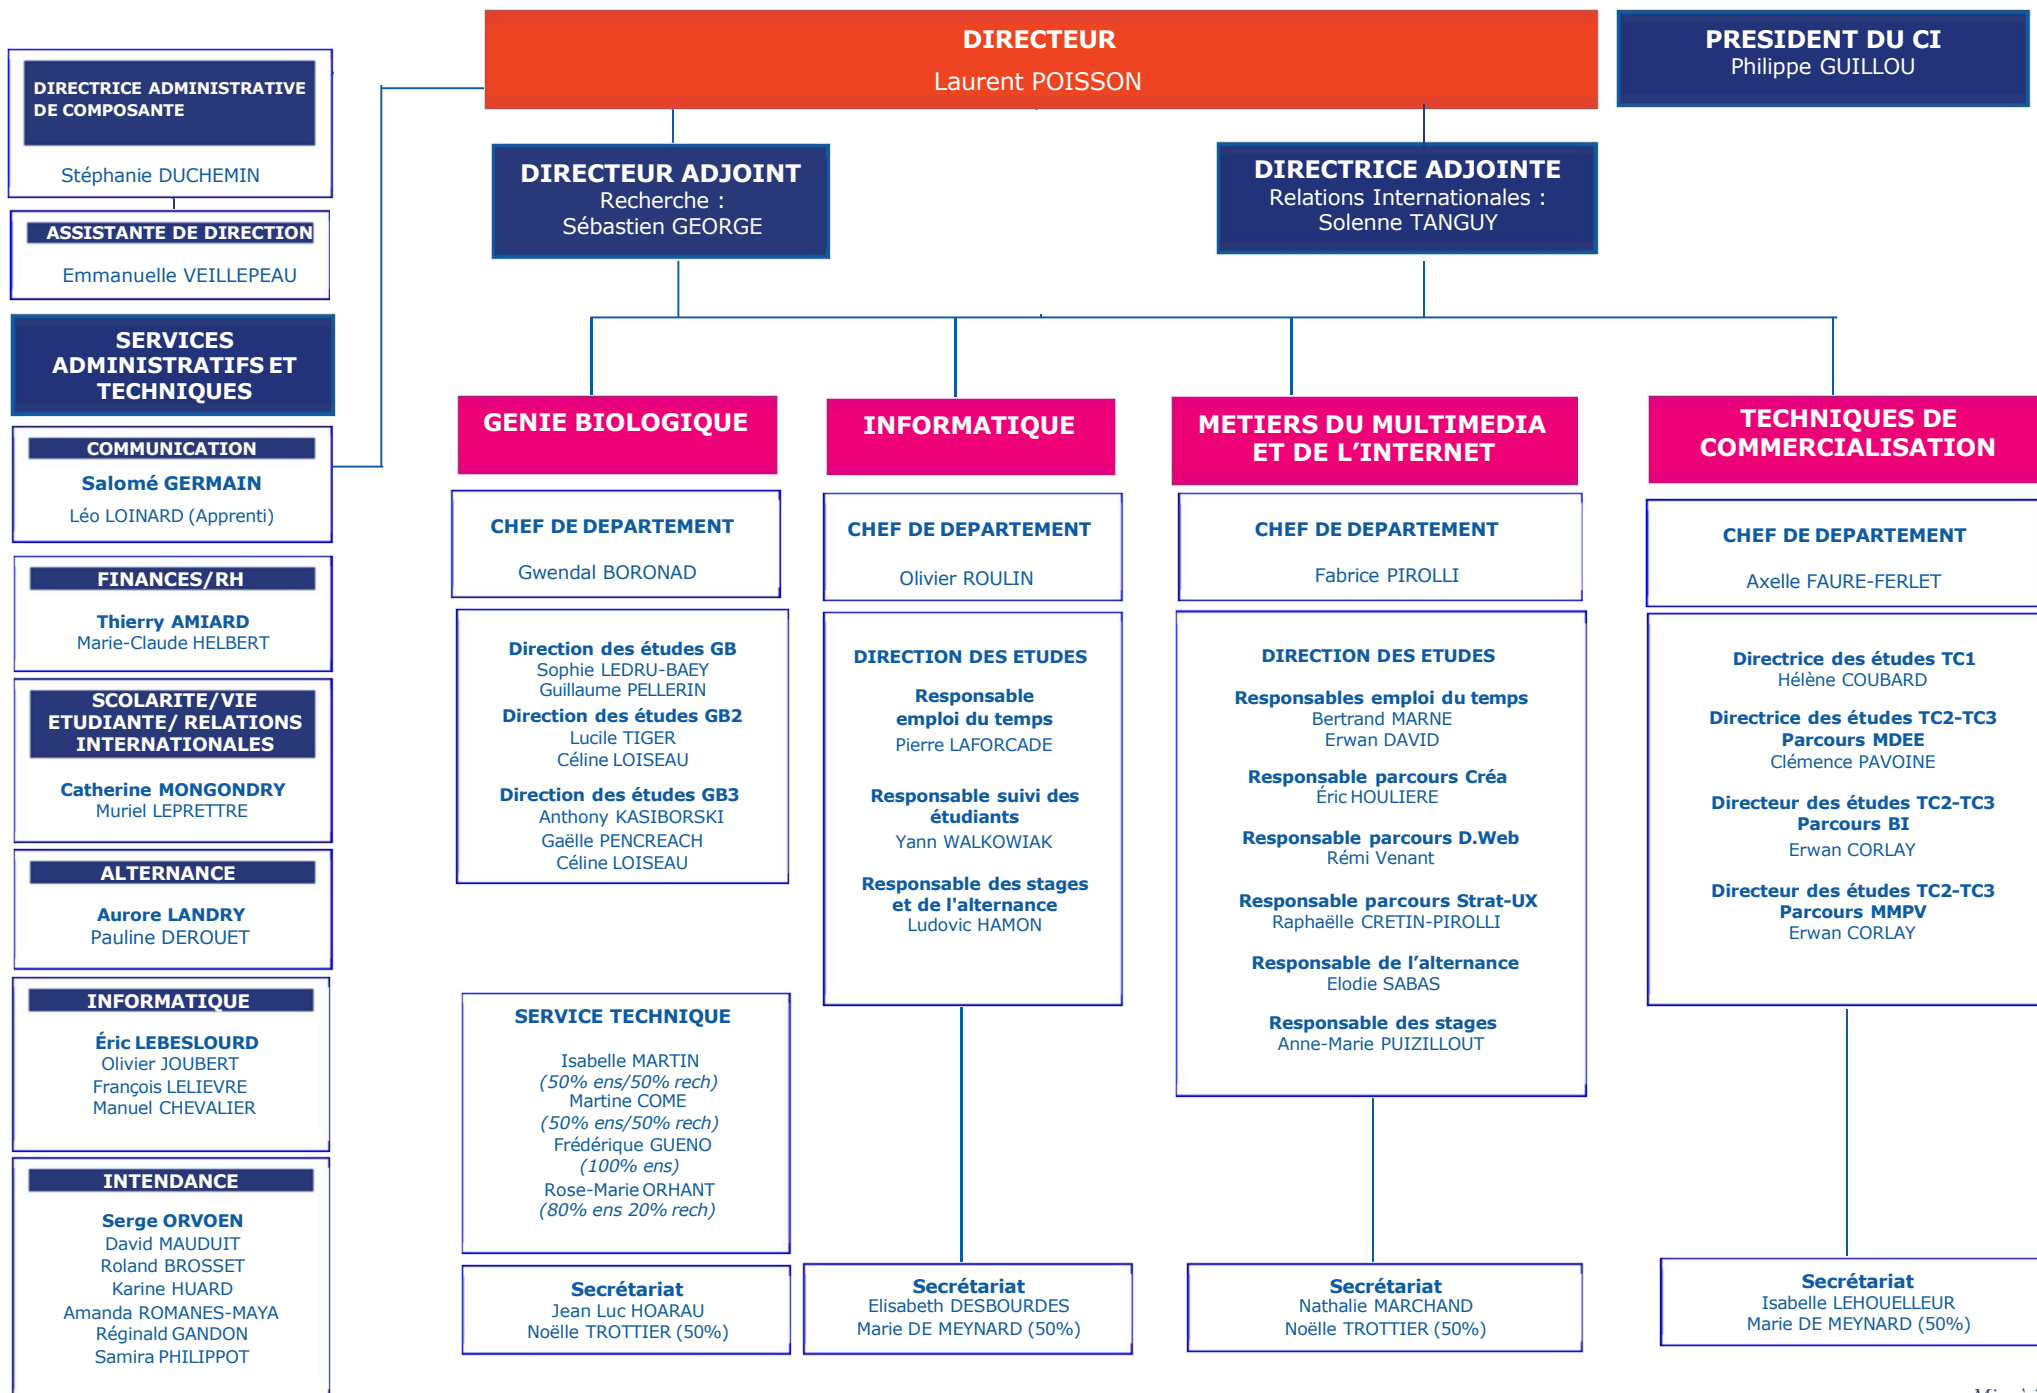 DIRECTEUR
Laurent POISSON
PRESIDENT DU CI
Philippe GUILLOU
DIRECTRICE ADMINISTRATIVE
DE COMPOSANTE
Stéphanie DUCHEMIN
ASSISTANTE DE DIRECTION
Emmanuelle VEILLEPEAU
DIRECTEUR ADJOINT
Recherche :
Sébastien GEORGE
DIRECTRICE ADJOINTE
Relations Internationales :
Solenne TANGUY
SERVICES
ADMINISTRATIFS ET
TECHNIQUES
COMMUNICATION
Salomé GERMAIN
Léo LOINARD (Apprenti)
FINANCES/RH
Thierry AMIARD
Marie-Claude HELBERT
SCOLARITE/VIE
ETUDIANTE/ RELATIONS
INTERNATIONALES
Catherine MONGONDRY
Muriel LEPRETTRE
ALTERNANCE
Aurore LANDRY
Pauline DEROUET
INFORMATIQUE
Éric LEBESLOURD
Olivier JOUBERT
François LELIEVRE
Manuel CHEVALIER
INTENDANCE
Serge ORVOEN
David MAUDUIT
Roland BROSSET
Karine HUARD
Amanda ROMANES-MAYA
Réginald GANDON
Samira PHILIPPOT
GENIE BIOLOGIQUE
CHEF DE DEPARTEMENT
Gwendal BORONAD
Direction des études GB
Sophie LEDRU-BAEY
Guillaume PELLERIN
Direction des études GB2
Lucile TIGER
Céline LOISEAU
Direction des études GB3
Anthony KASIBORSKI
Gaëlle PENCREACH
Céline LOISEAU
SERVICE TECHNIQUE
Isabelle MARTIN
(50% ens/50% rech)
Martine COME
(50% ens/50% rech)
Frédérique GUENO
(100% ens)
Rose-Marie ORHANT
(80% ens 20% rech)
Secrétariat
Jean Luc HOARAU
Noëlle TROTTIER (50%)
INFORMATIQUE
CHEF DE DEPARTEMENT
Olivier ROULIN
DIRECTION DES ETUDES
Responsable
emploi du temps
Pierre LAFORCADE
Responsable suivi des
étudiants
Yann WALKOWIAK
Responsable des stages
et de l'alternance
Ludovic HAMON
Secrétariat
Elisabeth DESBOURDES
Marie DE MEYNARD (50%)
METIERS DU MULTIMEDIA
ET DE L’INTERNET
CHEF DE DEPARTEMENT
Fabrice PIROLLI
DIRECTION DES ETUDES
Responsables emploi du temps
Bertrand MARNE
Erwan DAVID
Responsable parcours Créa
Éric HOULIERE
Responsable parcours D.Web
Rémi Venant
Responsable parcours Strat-UX
Raphaëlle CRETIN-PIROLLI
Responsable de l’alternance
Elodie SABAS
Responsable des stages
Anne-Marie PUIZILLOUT
Secrétariat
Nathalie MARCHAND
Noëlle TROTTIER (50%)
TECHNIQUES DE
COMMERCIALISATION
CHEF DE DEPARTEMENT
Axelle FAURE-FERLET
Directrice des études TC1
Hélène COUBARD
Directrice des études TC2-TC3
Parcours MDEE
Clémence PAVOINE
Directeur des études TC2-TC3
Parcours BI
Erwan CORLAY
Directeur des études TC2-TC3
Parcours MMPV
Erwan CORLAY
Secrétariat
Isabelle LEHOUELLEUR
Marie DE MEYNARD (50%)